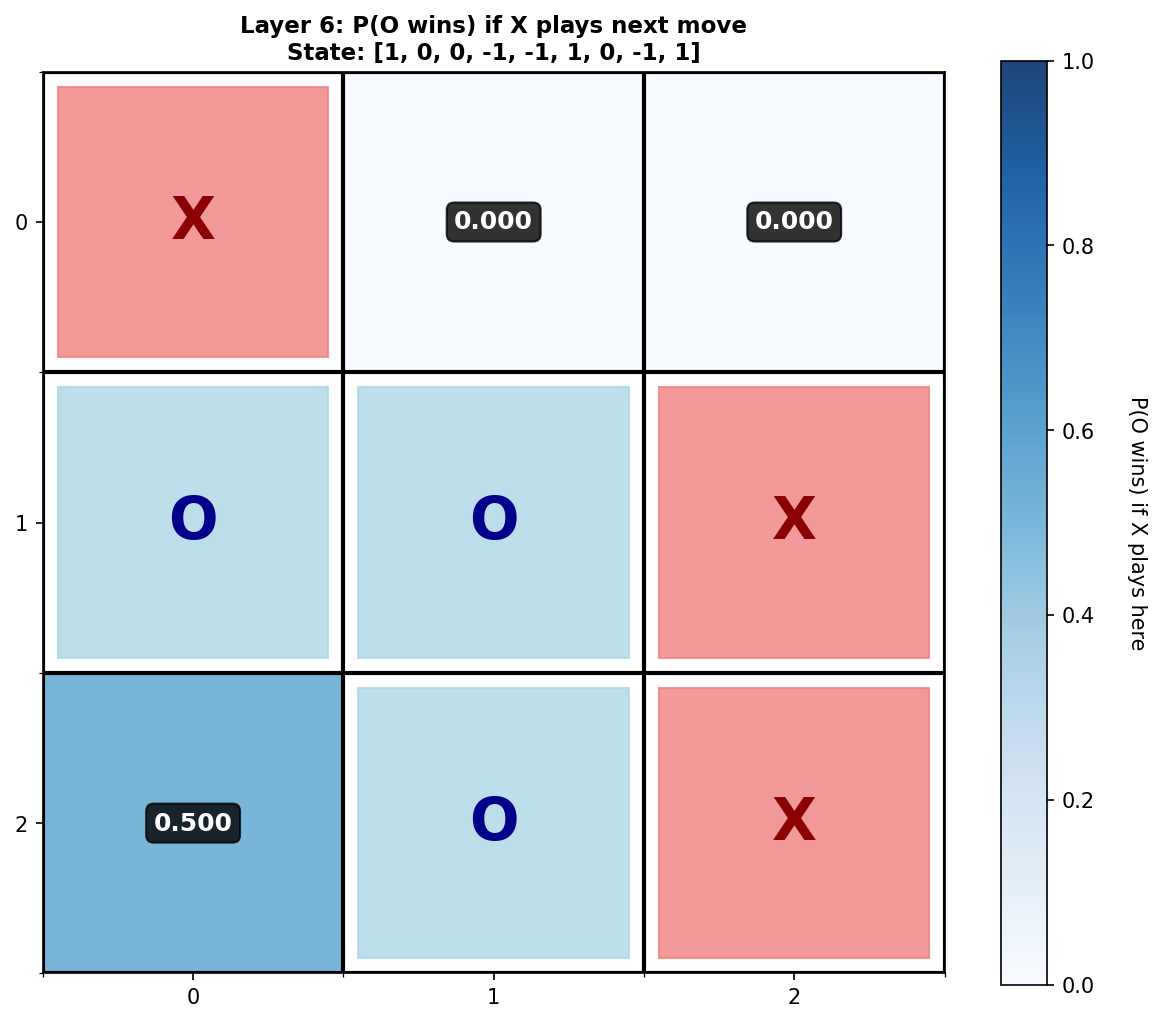 Layer 6: P(O wins) if X plays next move
State: [1, 0, 0, -1, -1, 1, 0, -1, 1]
X
0.000
0.000
O
O
X
0.500
O
X
0
1
2
0
1
2
1.0
0.8
0.6
0.4
0.2
0.0
P(O wins) if X plays here